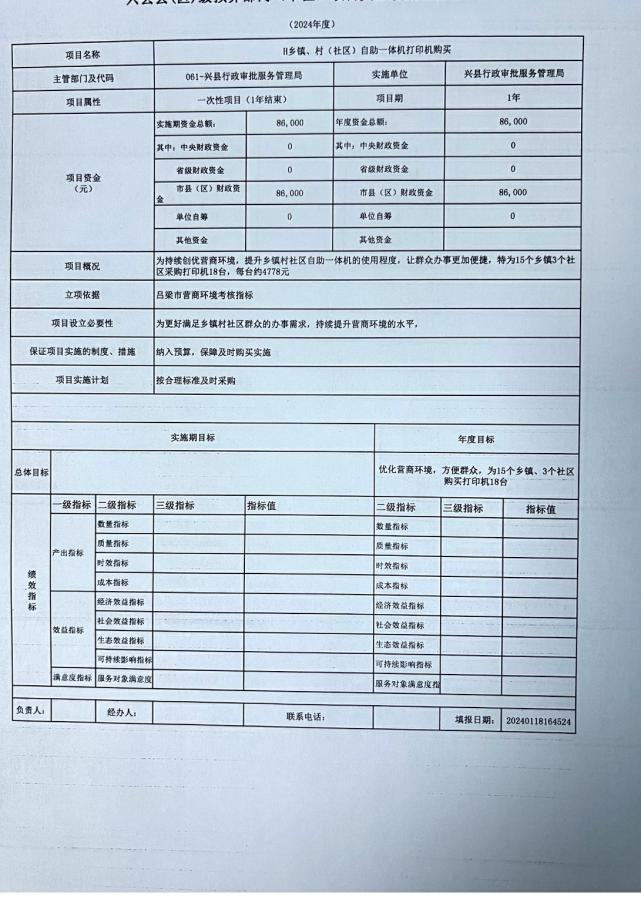 （2024年度）
项目名称 H乡镇、村（社区）自助一体机打印机购买
主管部门及代码 061-兴县行政审批服务管理局 实施单位 兴县行政审批服务管理局
项目属性 一次性项目（1年结束） 项目期 1年
项目资金（元） 实施期资金总额： 86,000 年度资金总额： 86,000
其中：中央财政资金 0 其中：中央财政资金 0
省级财政资金 0 省级财政资金 0
市县（区）财政资金 86,000 市县（区）财政资金 86,000
单位自筹 0 单位自筹 0
其他资金 其他资金
项目概况 为持续创优营商环境，提升乡镇村社区自助一体机的使用程度，让群众办事更加便捷，特为15个乡镇3个社
区采购打印机18台，每台约4778元
立项依据 吕梁市营商环境考核指标
项目设立必要性 为更好满足乡镇村社区群众的办事需求，持续提升营商环境的水平，
保证项目实施的制度、措施 纳入预算，保障及时购买实施
项目实施计划 按合理标准及时采购
实施期目标 年度目标
总体目标 优化营商环境，方便群众，为15个乡镇、3个社区
购买打印机18台
绩效指标 一级指标 二级指标 三级指标 指标值 二级指标 三级指标 指标值
产出指标 数量指标 数量指标
质量指标 质量指标
时效指标 时效指标
成本指标 成本指标
效益指标 经济效益指标 经济效益指标
社会效益指标 社会效益指标
生态效益指标 生态效益指标
可持续影响指标 可持续影响指标
满意度指标 服务对象满意度 服务对象满意度指
负责人： 经办人： 联系电话： 填报日期： 20240118164524